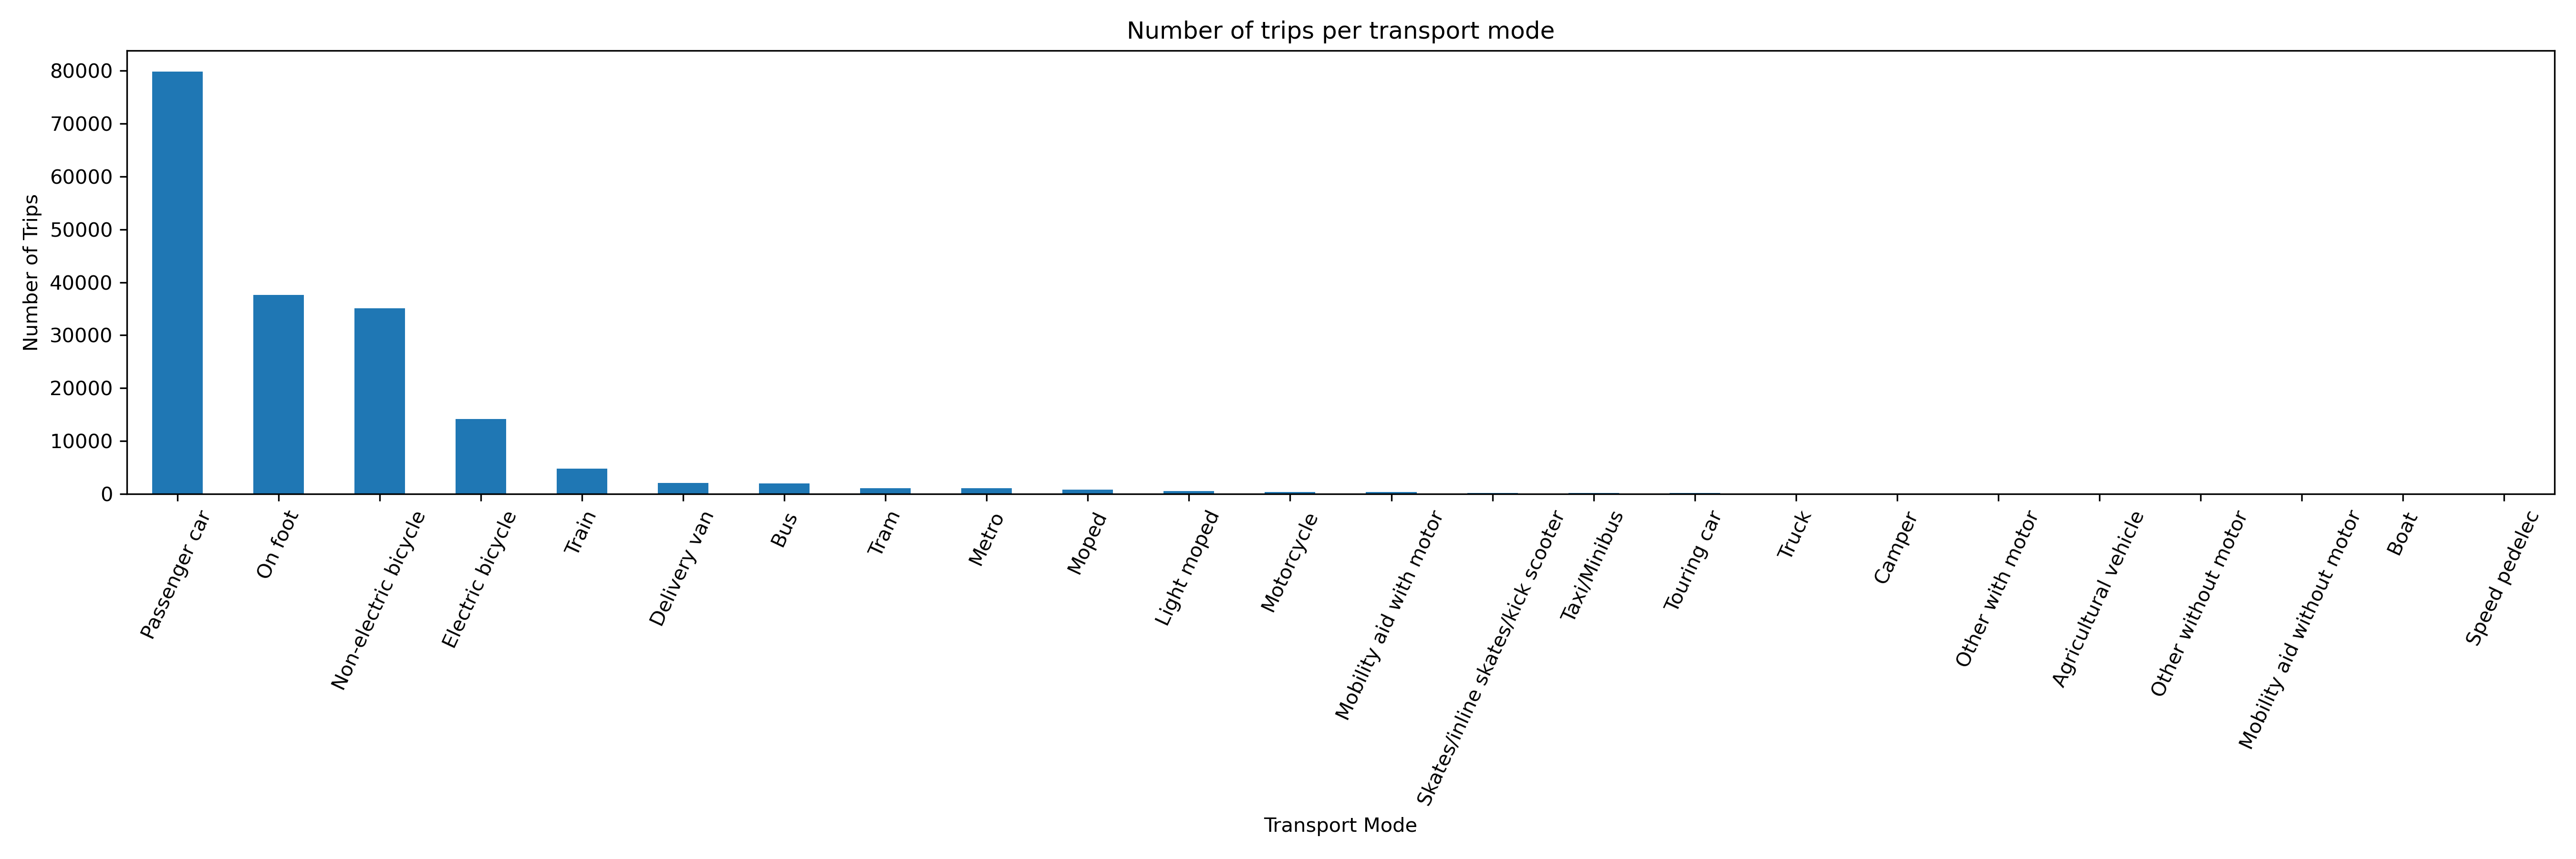 Number of trips per transport mode
Number of Trips
80000
70000
60000
50000
40000
30000
20000
10000
0
Passenger car
On foot
Non-electric bicycle
Electric bicycle
Train
Delivery van
Bus
Tram
Metro
Moped
Light moped
Motorcycle
Mobility aid with motor
Skates/inline skates/kick scooter
Taxi/Minibus
Touring car
Truck
Camper
Other with motor
Agricultural vehicle
Other without motor
Mobility aid without motor
Boat
Speed pedelec
Transport Mode